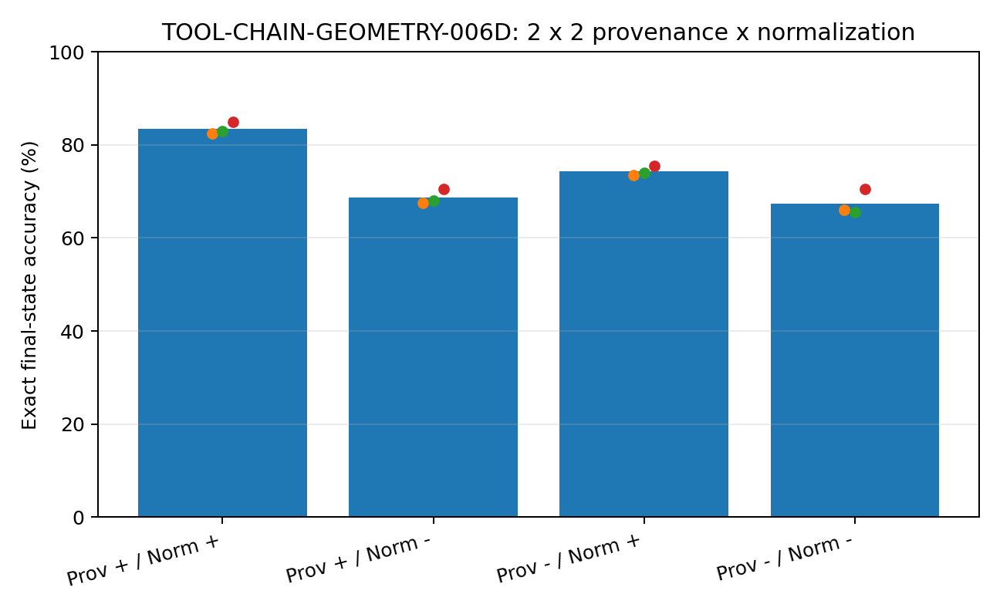 TOOL-CHAIN-GEOMETRY-006D: 2 x 2 provenance x normalization
Exact final-state accuracy (%)
100
80
60
40
20
0
Prov + / Norm +
Prov + / Norm -
Prov - / Norm +
Prov - / Norm -